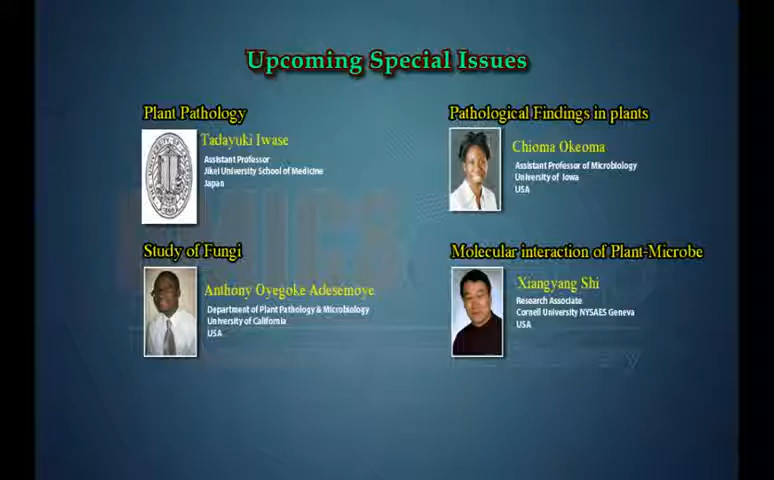 Upcoming Special Issues
Plant Pathology
Tadayuki Iwase
Assistant Professor
Jikei University School of Medicine
Japan
Pathological Findings in plants
Chioma Okeoma
Assistant Professor of Microbiology
University of Iowa
USA
Study of Fungi
Anthony Oyegoke Adesemoye
Department of Plant Pathology & Microbiology
University of California
USA
Molecular interaction of Plant-Microbe
Xiangyang Shi
Research Associate
Cornell University NYSAES Geneva
USA